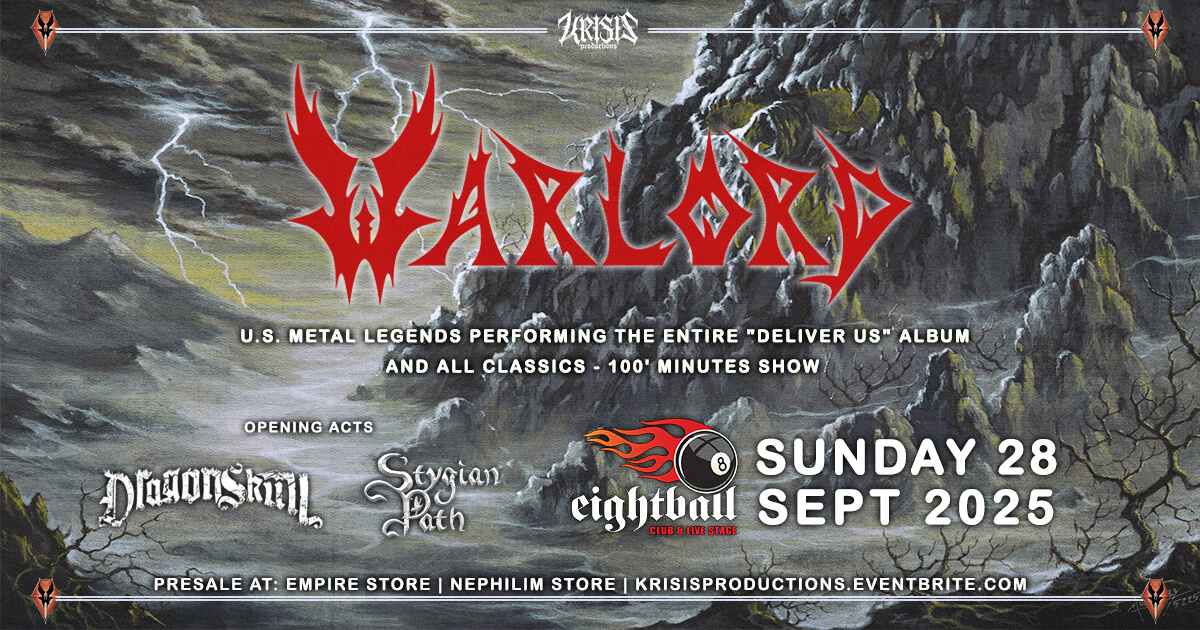 KRISIS
productions
WARLORD
U.S. METAL LEGENDS PERFORMING THE ENTIRE "DELIVER US" ALBUM
AND ALL CLASSICS - 100' MINUTES SHOW
OPENING ACTS
DragonSkull
Stygian
Path
8
eightball
CLUB & LIVE STAGE
SUNDAY 28
SEPT 2025
PRESALE AT: EMPIRE STORE | NEPHILIM STORE | KRISISPRODUCTIONS.EVENTBRITE.COM